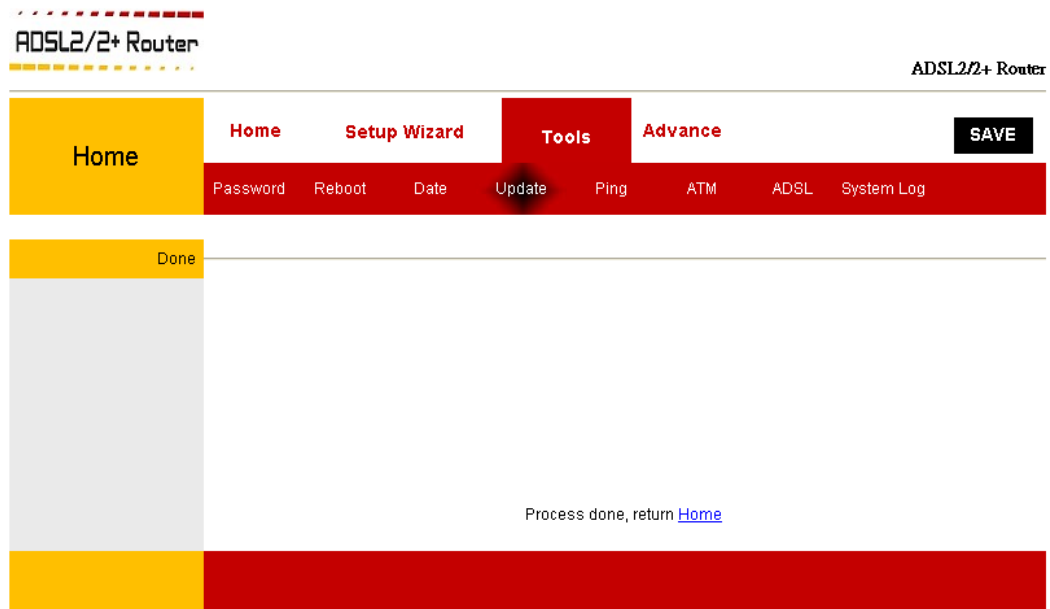 ADSL2/2+ Router
ADSL2/2+ Router
Home
Home Setup Wizard Tools Advance SAVE
Password Reboot Date Update Ping ATM ADSL System Log
Done
Process done, return Home